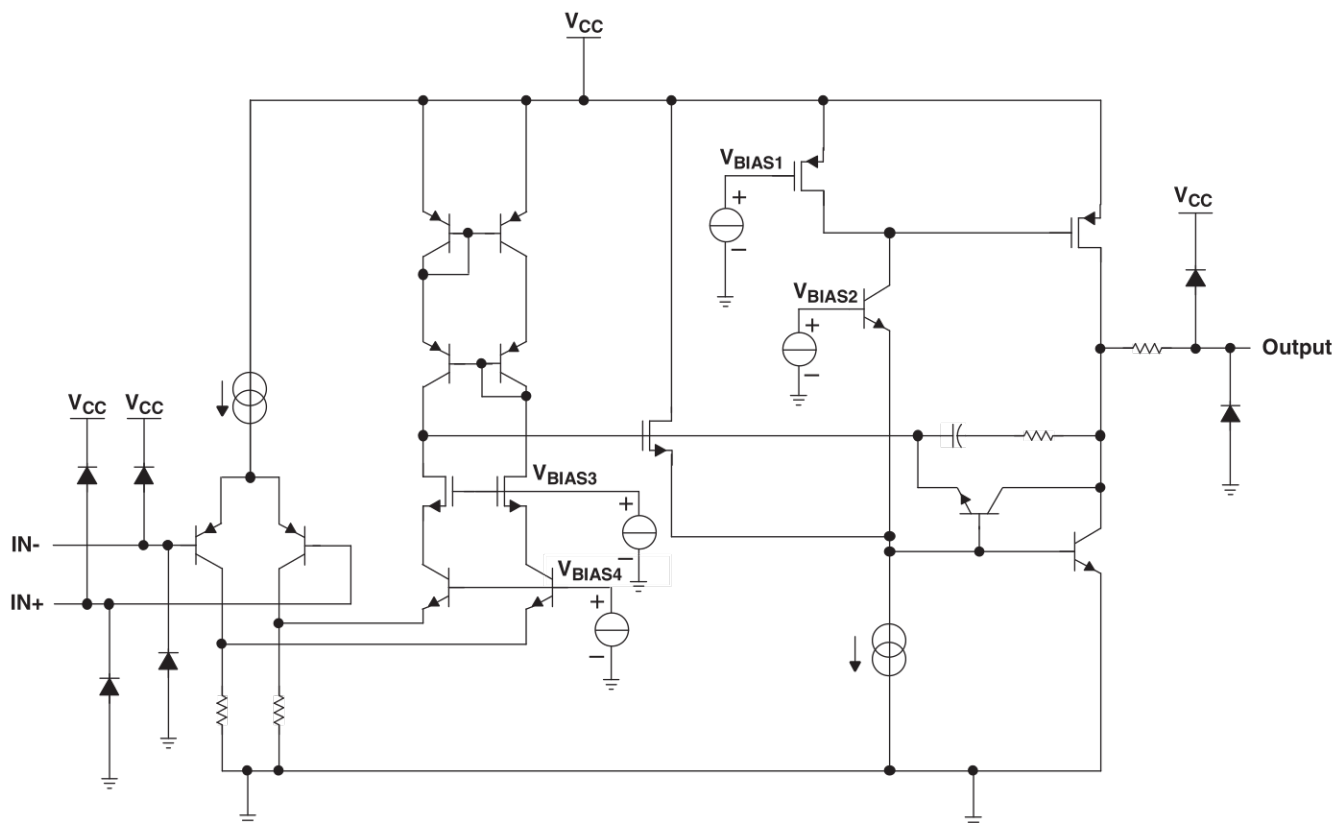 VCC
VBIAS1
VCC
VBIAS2
+
−
+
−
Output
VCC
VCC
VBIAS3
+
−
IN-
VBIAS4
IN+
+
−